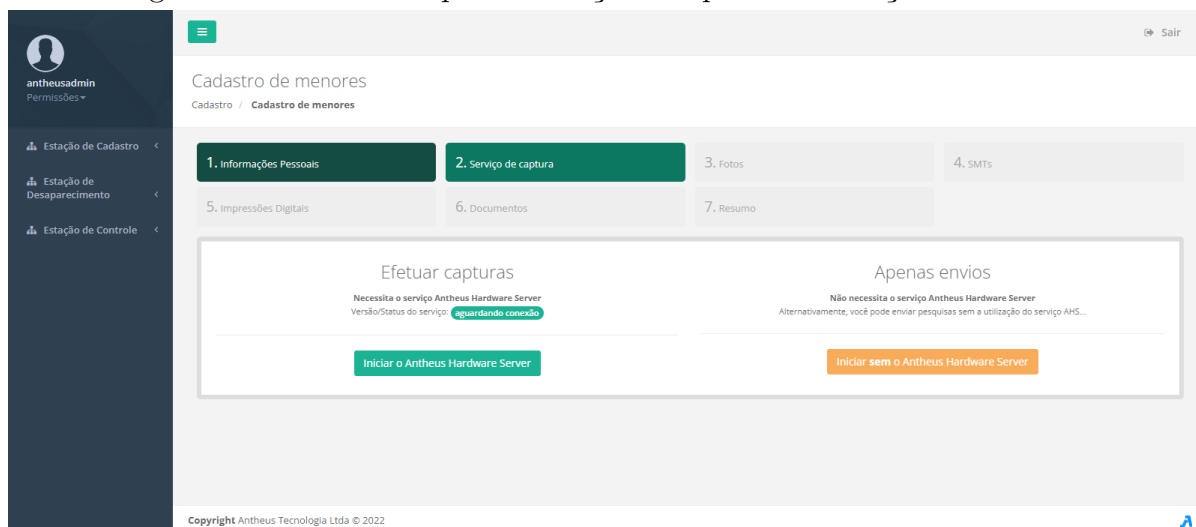 Sair
antheusadmin
Permissões
Cadastro de menores
Cadastro / Cadastro de menores
Estação de Cadastro
Estação de
Desaparecimento
Estação de Controle
1. Informações Pessoais
2. Serviço de captura
3. Fotos
4. SMTs
5. Impressões Digitais
6. Documentos
7. Resumo
Efetuar capturas
Necessita o serviço Antheus Hardware Server
Versão/Status do serviço: aguardando conexão
Iniciar o Antheus Hardware Server
Apenas envios
Não necessita o serviço Antheus Hardware Server
Alternativamente, você pode enviar pesquisas sem a utilização do serviço AHS...
Iniciar sem o Antheus Hardware Server
Copyright Antheus Tecnologia Ltda © 2022